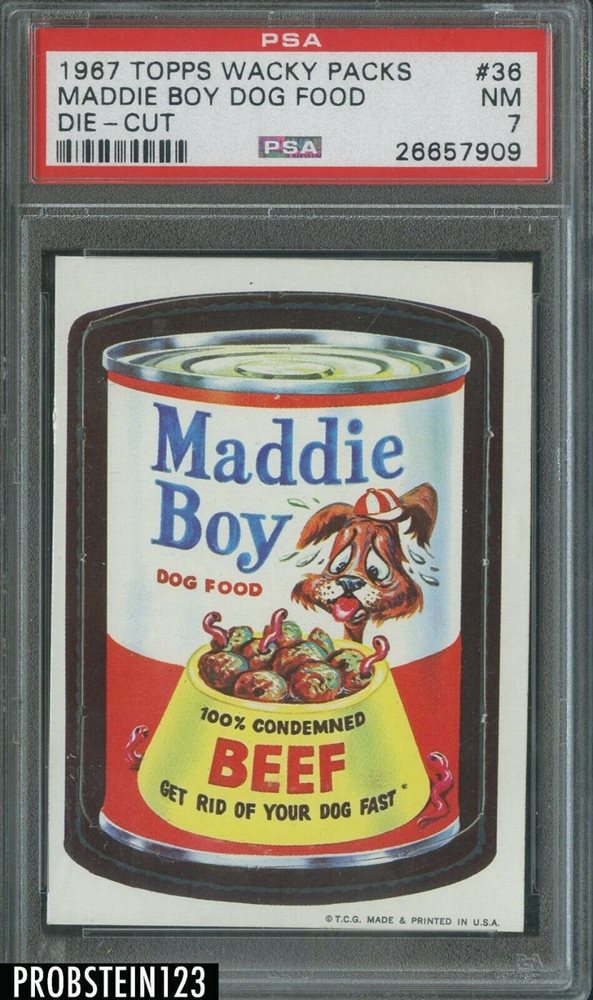 PSA
1967 TOPPS WACKY PACKS #36
MADDIE BOY DOG FOOD NM
DIE-CUT 7
PSA 26657909
Maddie
Boy
DOG FOOD
100% CONDEMNED
BEEF
GET RID OF YOUR DOG FAST
© T.C.G. MADE & PRINTED IN U.S.A.
PROBSTEIN123